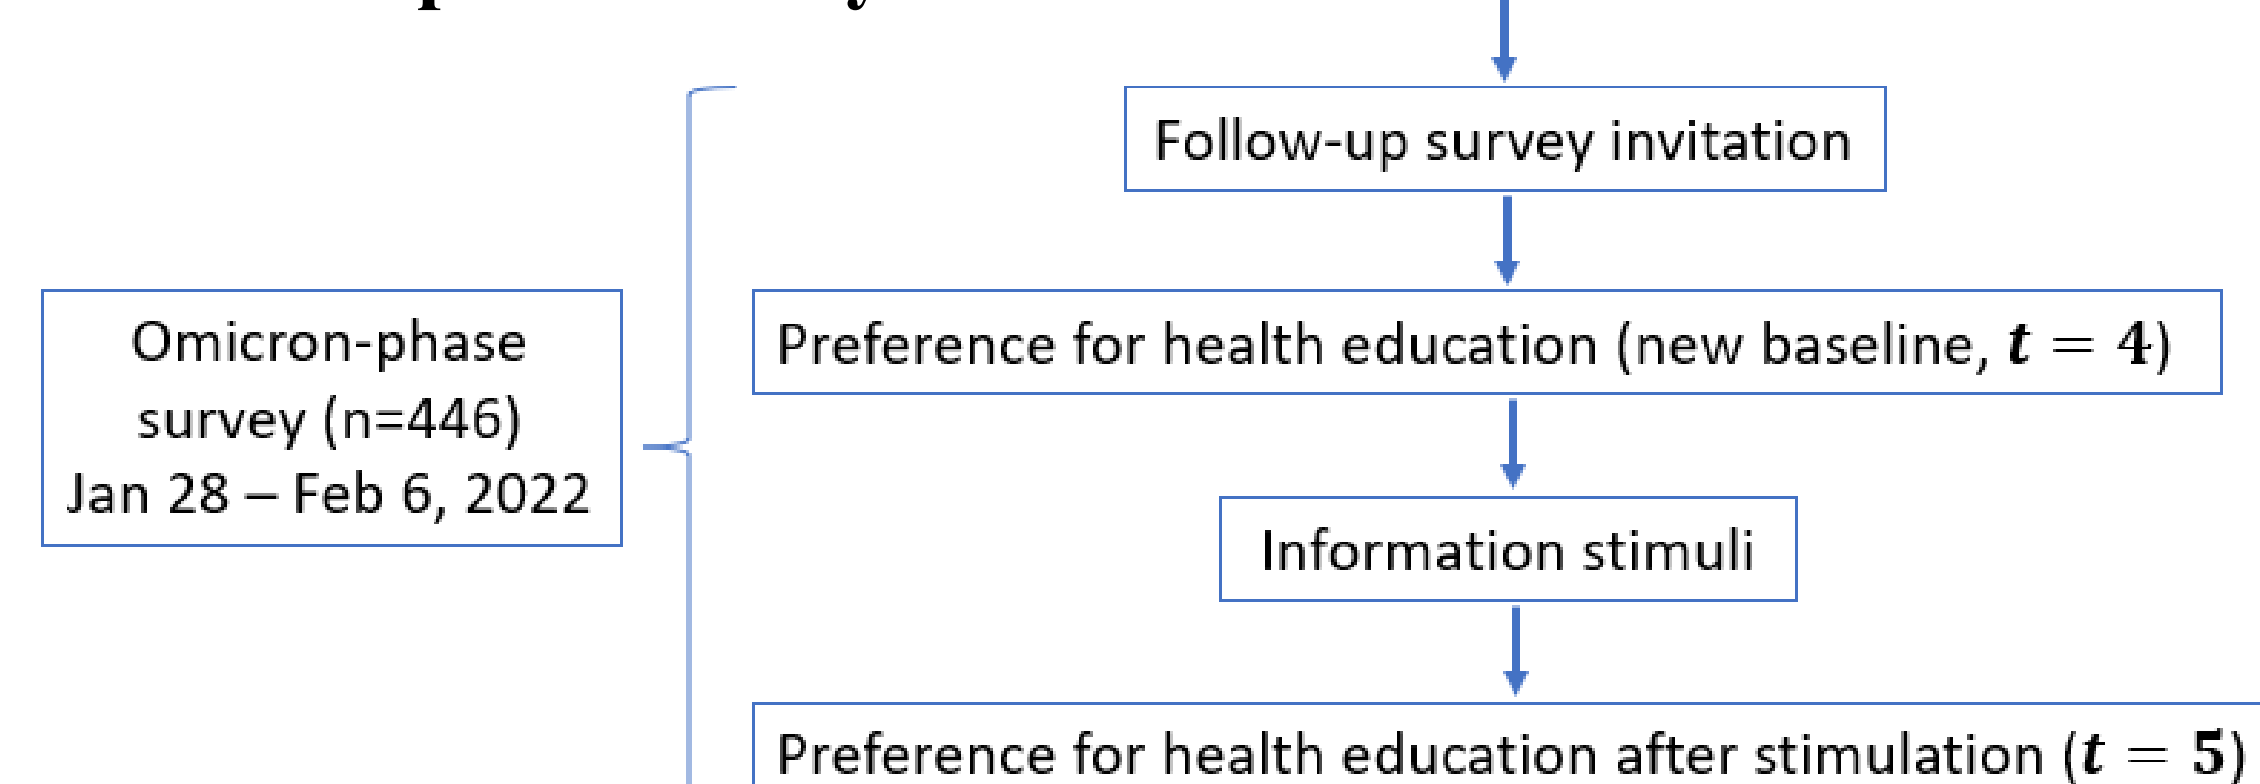 Follow-up survey invitation
Preference for health education (new baseline, t = 4)
Omicron-phase
survey (n=446)
Jan 28 – Feb 6, 2022
Information stimuli
Preference for health education after stimulation (t = 5)